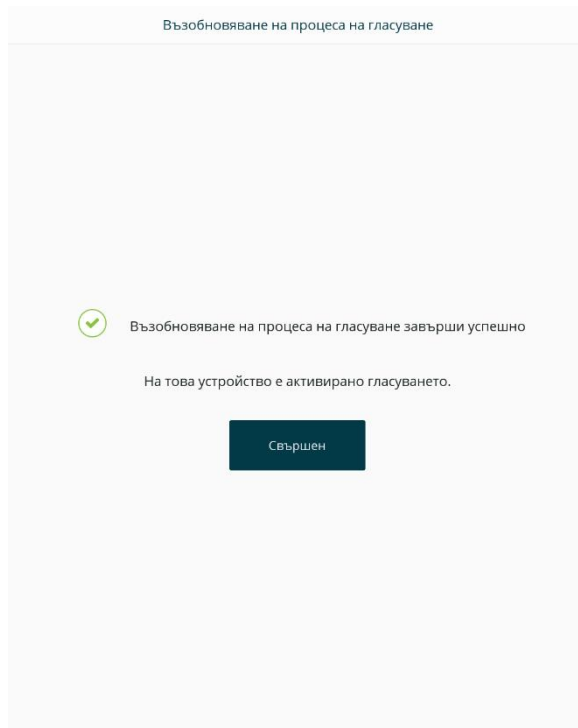 Възобновяване на процеса на гласуване
Възобновяване на процеса на гласуване завърши успешно
На това устройство е активирано гласуването.
Свършен